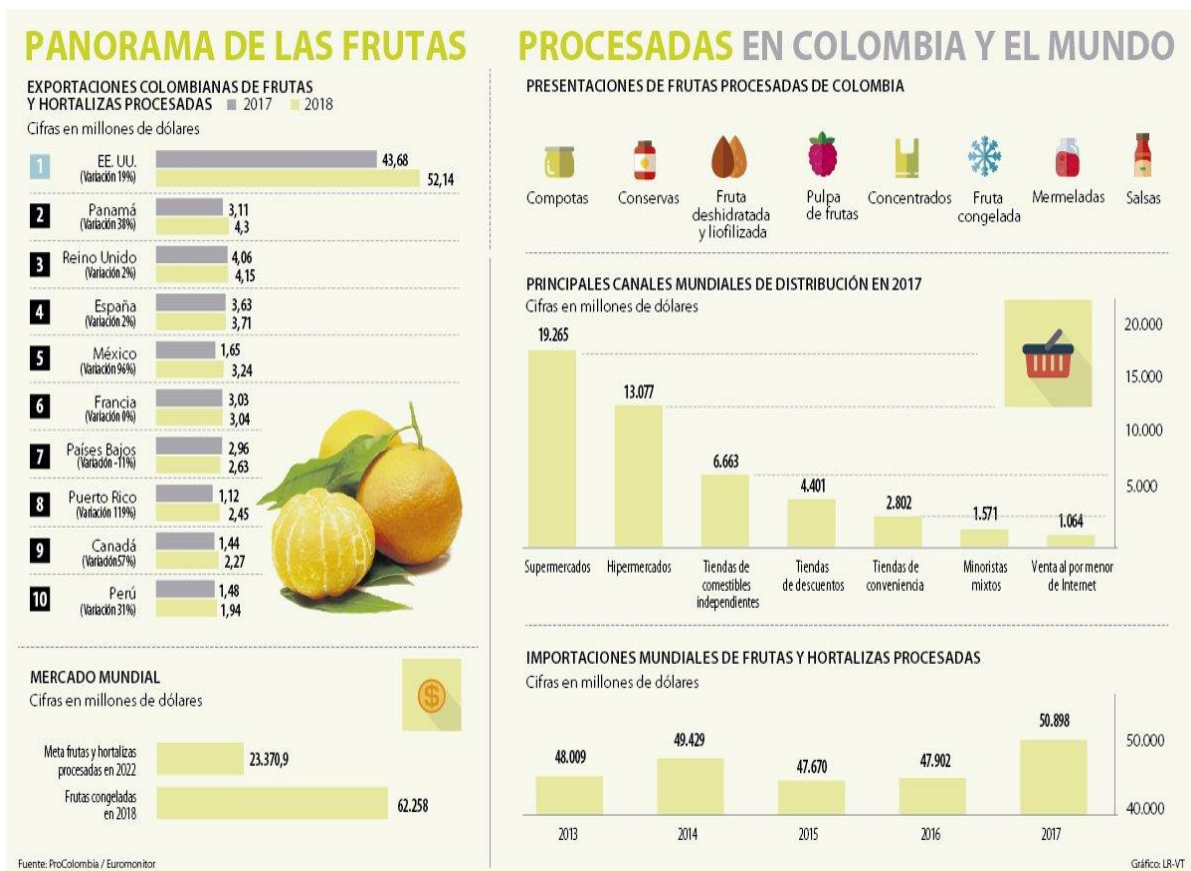 PANORAMA DE LAS FRUTAS PROCESADAS EN COLOMBIA Y EL MUNDO
EXPORTACIONES COLOMBIANAS DE FRUTAS
Y HORTALIZAS PROCESADAS 2017 2018
Cifras en millones de dólares
1
EE. UU.
(Variación 19%)
43,68
52,14
2
Panamá
(Variación 38%)
3,11
4,3
3
Reino Unido
(Variación 2%)
4,06
4,15
4
España
(Variación 2%)
3,63
3,71
5
México
(Variación 96%)
1,65
3,24
6
Francia
(Variación 0%)
3,03
3,04
7
Países Bajos
(Variación -11%)
2,96
2,63
8
Puerto Rico
(Variación 119%)
1,12
2,45
9
Canadá
(Variación57%)
1,44
2,27
10
Perú
(Variación 31%)
1,48
1,94
MERCADO MUNDIAL
Cifras en millones de dólares
$
Meta frutas y hortalizas
procesadas en 2022
23.370,9
Frutas congeladas
en 2018
62.258
Fuente: ProColombia / Euromonitor
PRESENTACIONES DE FRUTAS PROCESADAS DE COLOMBIA
Compotas
Conservas
Fruta
deshidratada
y liofilizada
Pulpa
de frutas
Concentrados
Fruta
congelada
Mermeladas
Salsas
PRINCIPALES CANALES MUNDIALES DE DISTRIBUCIÓN EN 2017
Cifras en millones de dólares
19.265
13.077
6.663
4.401
2.802
1.571
1.064
20.000
15.000
10.000
5.000
Supermercados
Hipermercados
Tiendas de
comestibles
independientes
Tiendas
de descuentos
Tiendas de
conveniencia
Minoristas
mixtos
Venta al por menor
de Internet
IMPORTACIONES MUNDIALES DE FRUTAS Y HORTALIZAS PROCESADAS
Cifras en millones de dólares
48.009
49.429
47.670
47.902
50.898
50.000
40.000
2013
2014
2015
2016
2017
Gráfico: LR-VT